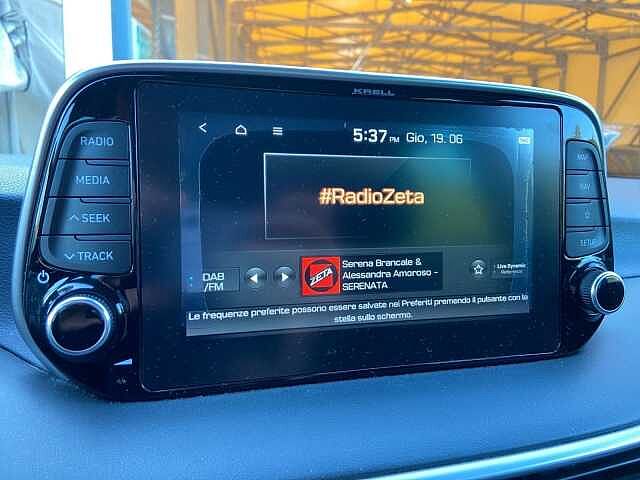 KRELL
RADIO
MEDIA
SEEK
TRACK
5:37 PM Gio, 19. 06
#RadioZeta
DAB
/FM
ZETA
Serena Brancale &
Alessandra Amoroso -
SERENATA
Live Dynamic
Le frequenze preferite possono essere salvate nei Preferiti premendo il pulsante con la
stella sullo schermo.
MAP
NAV
SETUP